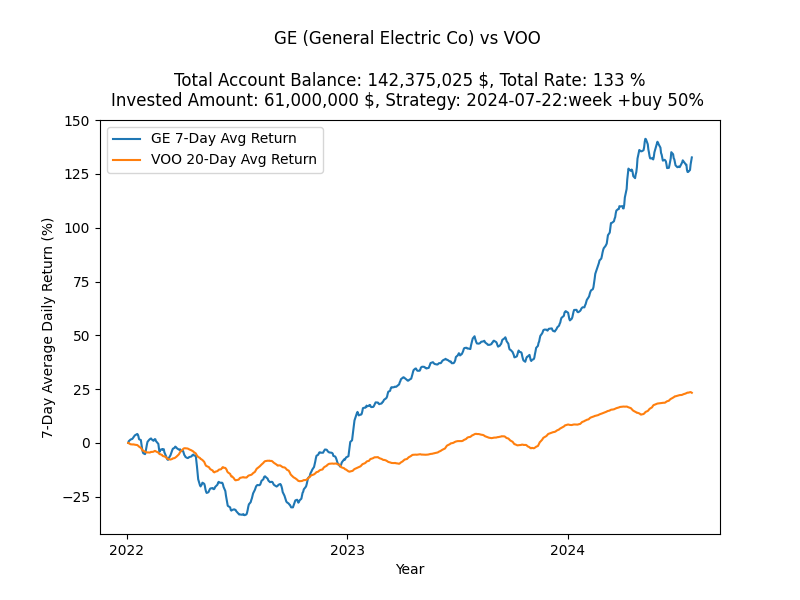 GE (General Electric Co) vs VOO
Total Account Balance: 142,375,025 $, Total Rate: 133 %
Invested Amount: 61,000,000 $, Strategy: 2024-07-22:week +buy 50%
GE 7-Day Avg Return
VOO 20-Day Avg Return
7-Day Average Daily Return (%)
150
125
100
75
50
25
0
−25
2022
2023
2024
Year